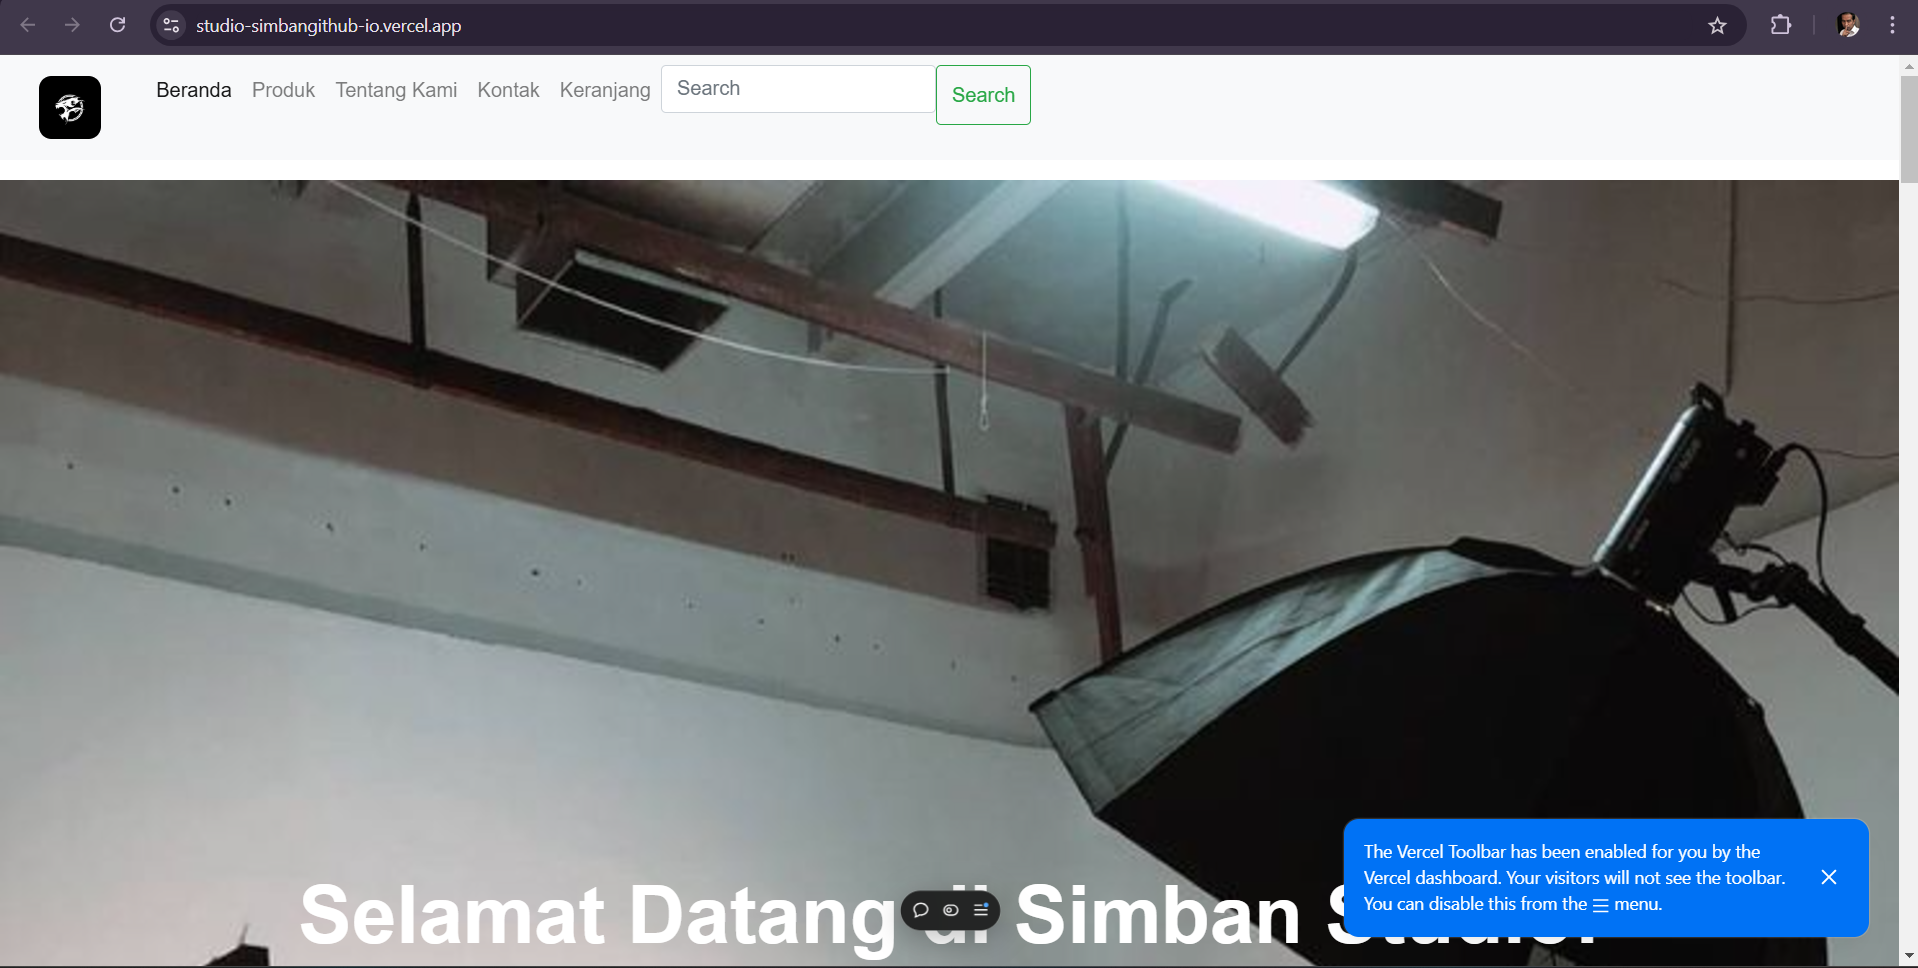 studio-simbangithub-io.vercel.app
Beranda Produk Tentang Kami Kontak Keranjang Search Search
Selamat Datang di Simban
The Vercel Toolbar has been enabled for you by the
Vercel dashboard. Your visitors will not see the toolbar.
You can disable this from the menu.